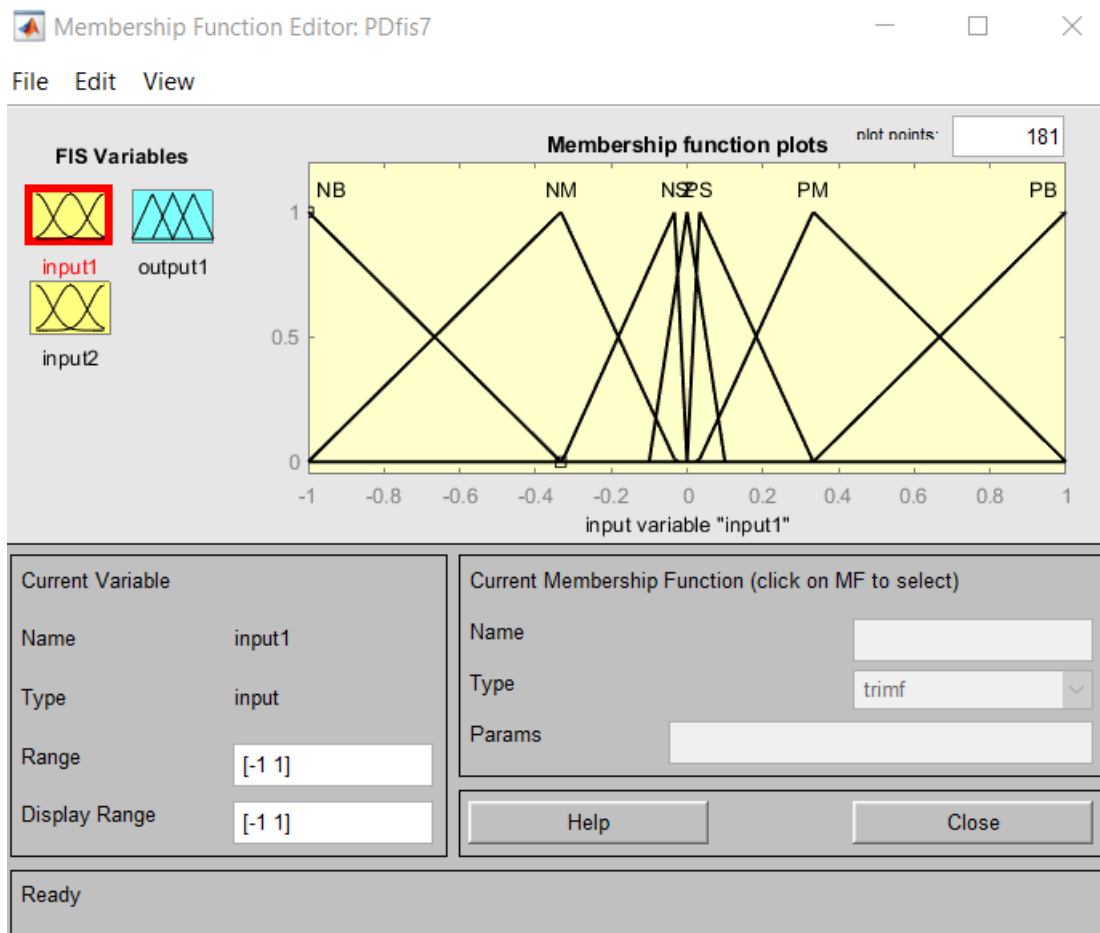 Membership Function Editor: PDfis7
File Edit View
FIS Variables
input1
output1
input2
Membership function plots
plot points:
181
NB NM NS Z PS PM PB
1
0.5
0
-1 -0.8 -0.6 -0.4 -0.2 0 0.2 0.4 0.6 0.8 1
input variable "input1"
Current Variable
Name input1
Type input
Range [-1 1]
Display Range [-1 1]
Current Membership Function (click on MF to select)
Name
Type trimf
Params
Help Close
Ready